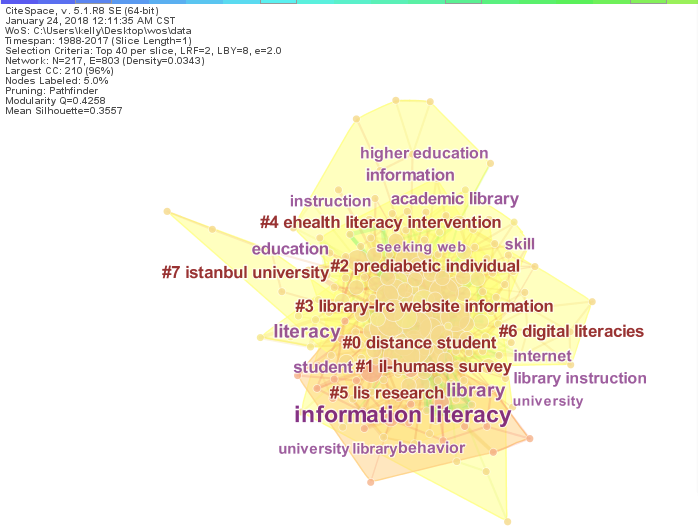 CiteSpace, v. 5.1.R8 SE (64-bit)
January 24, 2018 12:11:35 AM CST
WoS: C:\Users\kelly\Desktop\wos\data
Timespan: 1988-2017 (Slice Length=1)
Selection Criteria: Top 40 per slice, LRF=2, LBY=8, e=2.0
Network: N=217, E=803 (Density=0.0343)
Largest CC: 210 (96%)
Nodes Labeled: 5.0%
Pruning: Pathfinder
Modularity Q=0.4258
Mean Silhouette=0.3557
higher education
information
instruction
academic library
#4 ehealth literacy intervention
education
seeking web
skill
#7 istanbul university
#2 prediabetic individual
#3 library-lrc website information
literacy
#6 digital literacies
#0 distance student
internet
student
#1 il-humass survey
library instruction
#5 lis research
library
university
information literacy
university library
behavior